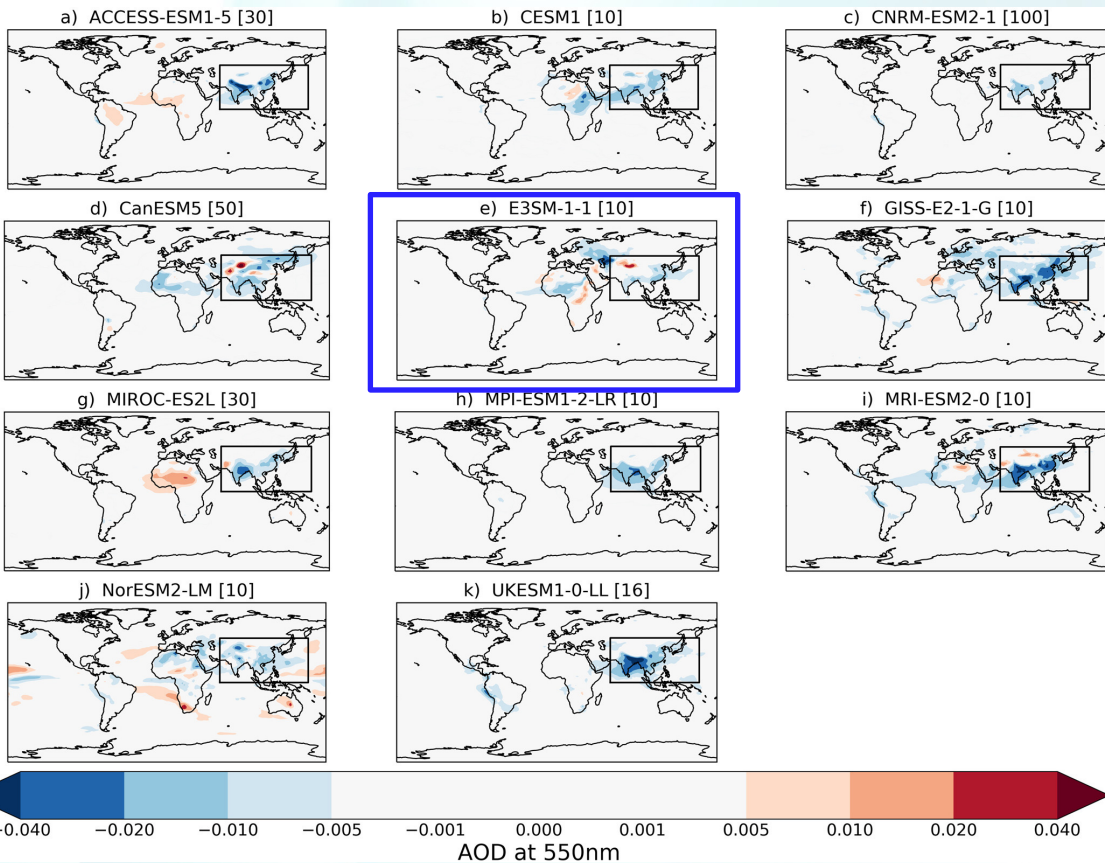 a) ACCESS-ESM1-5 [30]
b) CESM1 [10]
c) CNRM-ESM2-1 [100]
d) CanESM5 [50]
e) E3SM-1-1 [10]
f) GISS-E2-1-G [10]
g) MIROC-ES2L [30]
h) MPI-ESM1-2-LR [10]
i) MRI-ESM2-0 [10]
j) NorESM2-LM [10]
k) UKESM1-0-LL [16]
-0.040 −0.020 −0.010 −0.005 −0.001 0.000 0.001 0.005 0.010 0.020 0.040
AOD at 550nm